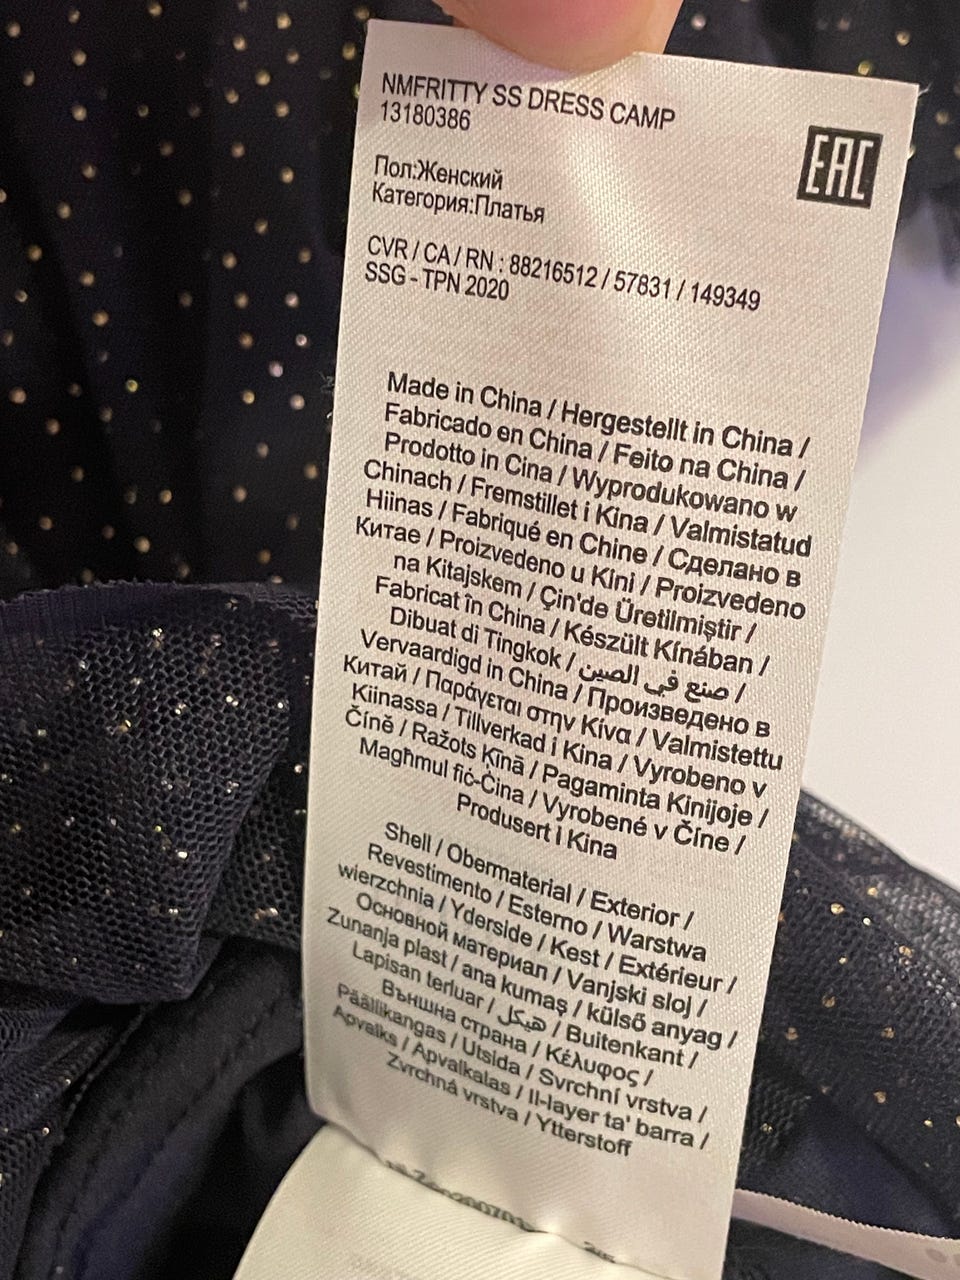 NMFRITTY SS DRESS CAMP
13180386
EAC
Пол:Женский
Категория:Платья
CVR / CA / RN : 88216512 / 57831 / 149349
SSG - TPN 2020
Made in China / Hergestellt in China /
Fabricado en China / Feito na China /
Prodotto in Cina / Wyprodukowano w
Chinach / Fremstillet i Kina / Valmistatud
Hiinas / Fabriqué en Chine / Сделано в
Китае / Proizvedeno u Kini / Proizvedeno
na Kitajskem / Çin'de Üretilmiştir /
Fabricat în China / Készült Kínában /
Dibuat di Tingkok / صنع في الصين /
Vervaardigd in China / Произведено в
Китай / Παράγεται στην Κίνα / Valmistettu
Kiinassa / Tillverkad i Kina / Vyrobeno v
Číně / Ražots Ķīnā / Pagaminta Kinijoje /
Magħmul fiċ-Ċina / Vyrobené v Číne /
Produsert i Kina
Shell / Obermaterial / Exterior /
Revestimento / Esterno / Warstwa
wierzchnia / Yderside / Kest / Extérieur /
Основной материал / Vanjski sloj /
Zunanja plast / ana kumaş / külső anyag /
Lapisan terluar / هيكل / Buitenkant /
Външна страна / Κέλυφος /
Päällikangas / Utsida / Svrchní vrstva /
Apvalks / Apvalkalas / Il-layer ta' barra /
Zvrchná vrstva / Ytterstoff